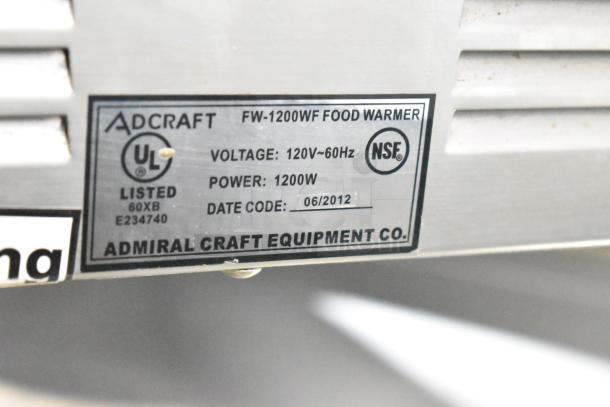 ADCRAFT FW-1200WF FOOD WARMER
UL
LISTED
60XB
E234740
VOLTAGE: 120V~60Hz
POWER: 1200W
DATE CODE: 06/2012
NSF®
ADMIRAL CRAFT EQUIPMENT CO.
ng